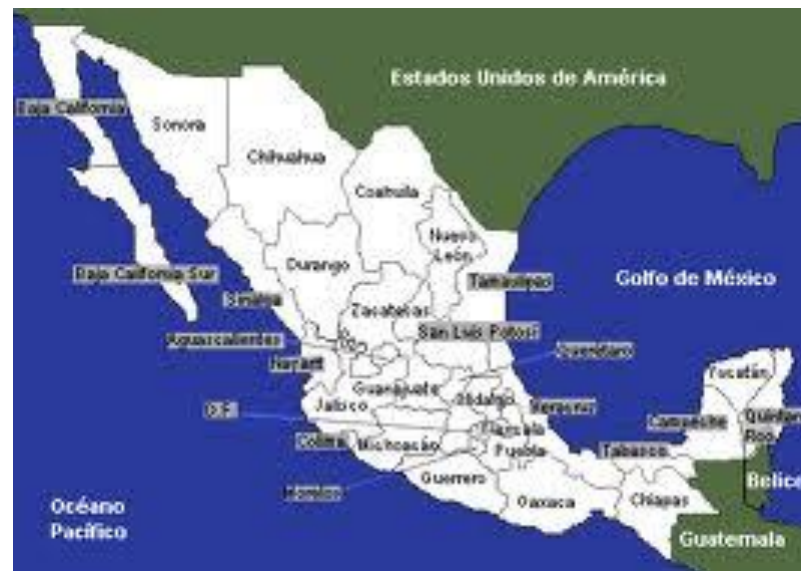 Estados Unidos de América
Baja California
Sonora
Chihuahua
Coahuila
Nuevo
León
Durango
Baja California Sur
Tamaulipas
Golfo de México
Sinaloa
Zacatecas
San Luis Potosí
Aguascalientes
Querétaro
Nayarit
Yucatán
Guanajuato
Hidalgo
Jalisco
D.F.
Veracruz
Campeche
Quintana
Roo
Tlaxcala
Colima
Michoacán
Puebla
Tabasco
Guerrero
Morelos
Oaxaca
Chiapas
Belice
Océano
Pacífico
Guatemala